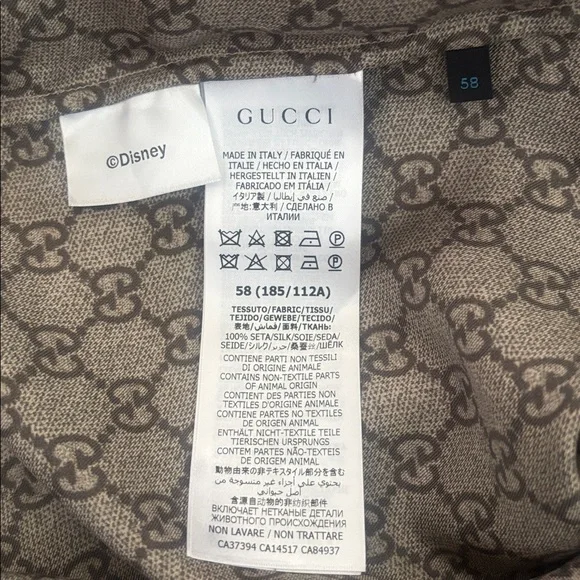 58
©Disney
GUCCI
MADE IN ITALY / FABRIQUÉ EN
ITALIE / HECHO EN ITALIA /
HERGESTELLT IN ITALIEN /
FABRICADO EM ITÁLIA /
イタリア製 / صنع في إيطاليا /
产地:意大利 / СДЕЛАНО В
ИТАЛИИ
58 (185/112A)
TESSUTO/FABRIC/TISSU/
TEJIDO/GEWEBE/TECIDO/
表地/قماش/面料/ТКАНЬ:
100% SETA/SILK/SOIE/SEDA/
SEIDE/シルク/حرير/桑蚕丝/ШЁЛК
CONTIENE PARTI NON TESSILI
DI ORIGINE ANIMALE
CONTAINS NON-TEXTILE PARTS
OF ANIMAL ORIGIN
CONTIENT DES PARTIES NON
TEXTILES D'ORIGINE ANIMALE
CONTIENE PARTES NO TEXTILES
DE ORIGEN ANIMAL
ENTHÄLT NICHT-TEXTILE TEILE
TIERISCHEN URSPRUNGS
CONTEM PARTES NÃO-TEXTEIS
DE ORIGEM ANIMAL
動物由来の非テキスタイル部分を含む
يحتوي على أجزاء غير منسوجة من
أصل حيواني
含源自动物的非纺织部件
ВКЛЮЧАЕТ НЕТКАНЫЕ ДЕТАЛИ
ЖИВОТНОГО ПРОИСХОЖДЕНИЯ
NON LAVARE / NON TRATTARE
CA37394 CA14517 CA84937